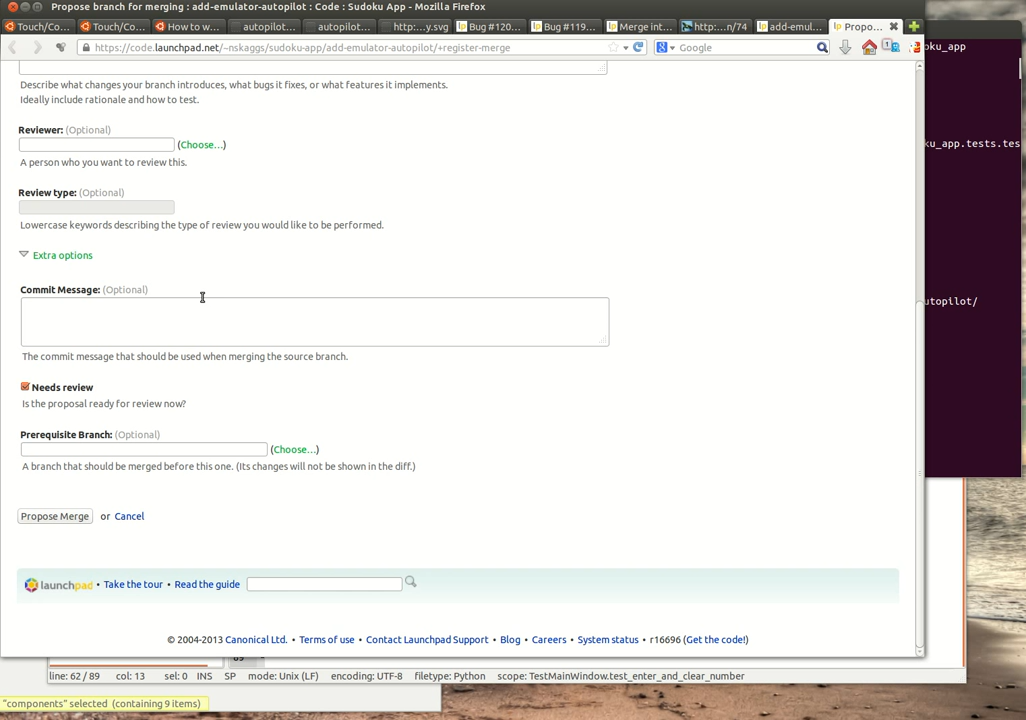 Propose branch for merging : add-emulator-autopilot : Code : Sudoku App - Mozilla Firefox
Touch/Co... Touch/Co... How to w... autopilot... autopilot... http:...y.svg Bug #120... Bug #119... Merge int... http:...n/74 add-emul... Propo...
https://code.launchpad.net/~nskaggs/sudoku-app/add-emulator-autopilot/+register-merge
Google
oku_app
Describe what changes your branch introduces, what bugs it fixes, or what features it implements.
Ideally include rationale and how to test.
Reviewer: (Optional)
(Choose...)
ku_app.tests.tes
A person who you want to review this.
Review type: (Optional)
Lowercase keywords describing the type of review you would like to be performed.
Extra options
Commit Message: (Optional)
utopilot/
The commit message that should be used when merging the source branch.
Needs review
Is the proposal ready for review now?
Prerequisite Branch: (Optional)
(Choose...)
A branch that should be merged before this one. (Its changes will not be shown in the diff.)
Propose Merge or Cancel
launchpad • Take the tour • Read the guide
© 2004-2013 Canonical Ltd. • Terms of use • Contact Launchpad Support • Blog • Careers • System status • r16696 (Get the code!)
89
line: 62 / 89 col: 13 sel: 0 INS SP mode: Unix (LF) encoding: UTF-8 filetype: Python scope: TestMainWindow.test_enter_and_clear_number
"components" selected (containing 9 items)